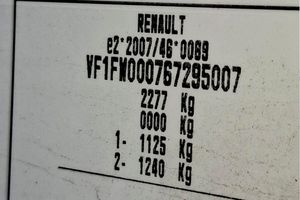 RENAULT
e2*2007/46*0089
VF1FW000767295007
2277 Kg
0000 Kg
1- 1125 Kg
2- 1240 Kg